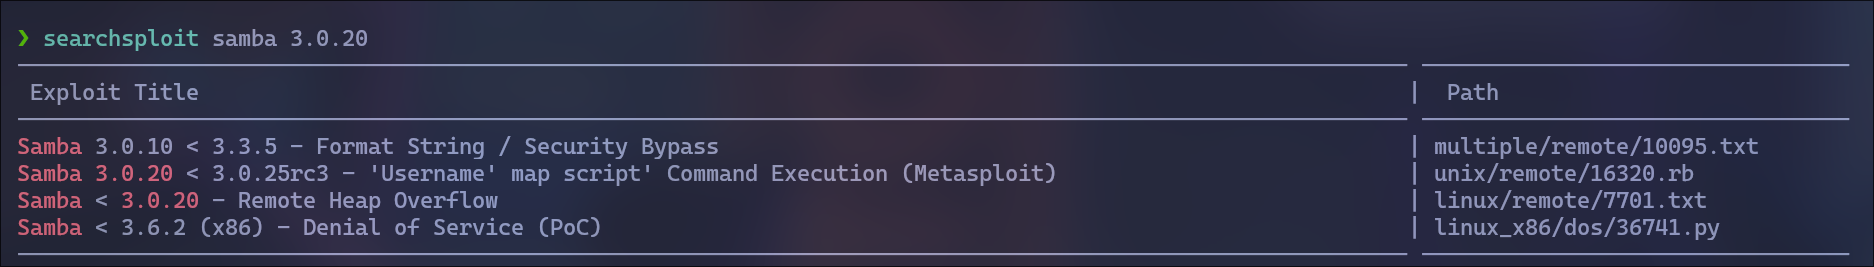 ❯ searchsploit samba 3.0.20
Exploit Title | Path
Samba 3.0.10 < 3.3.5 - Format String / Security Bypass | multiple/remote/10095.txt
Samba 3.0.20 < 3.0.25rc3 - 'Username' map script' Command Execution (Metasploit) | unix/remote/16320.rb
Samba < 3.0.20 - Remote Heap Overflow | linux/remote/7701.txt
Samba < 3.6.2 (x86) - Denial of Service (PoC) | linux_x86/dos/36741.py